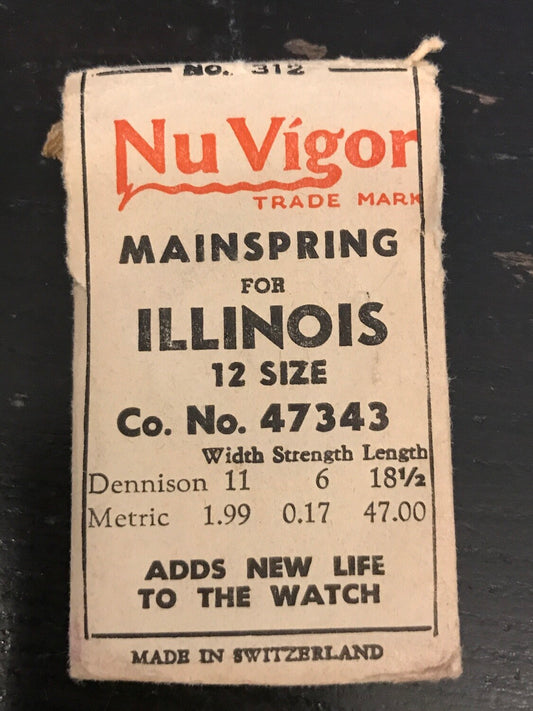 No. 312
Nu Vígor
TRADE MARK
MAINSPRING
FOR
ILLINOIS
12 SIZE
Co. No. 47343
Width Strength Length
Dennison 11 6 18½
Metric 1.99 0.17 47.00
ADDS NEW LIFE
TO THE WATCH
MADE IN SWITZERLAND